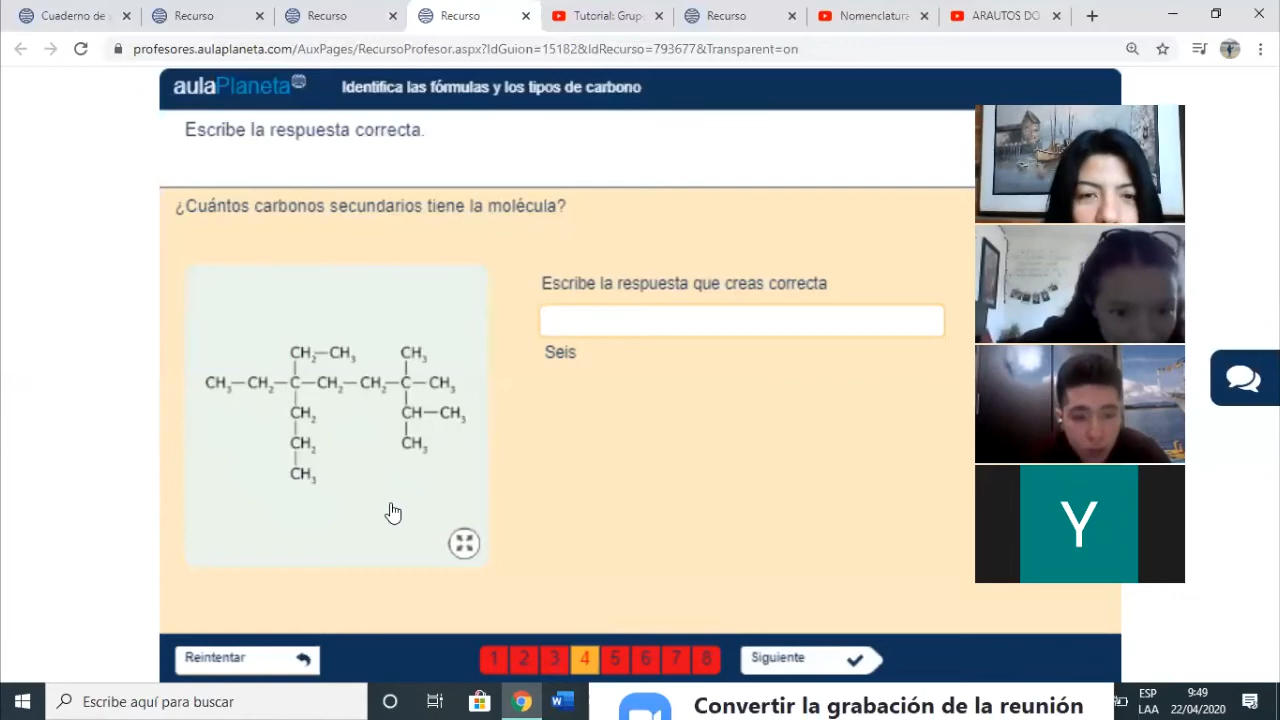 Cuaderno
Recurso
Recurso
Recurso
Tutorial: Grup
Recurso
Nomenclatura
ARAUTOS DO
profesores.aulaplaneta.com/AuxPages/RecursoProfesor.aspx?IdGuion=15182&IdRecurso=793677&Transparent=on
aulaPlaneta
Identifica las fórmulas y los tipos de carbono
Escribe la respuesta correcta.
¿Cuántos carbonos secundarios tiene la molécula?
Escribe la respuesta que creas correcta
Seis
CH₂—CH₃ CH₃
CH₃—CH₂—C—CH₂—CH₂—C—CH₃
CH₂ CH—CH₃
CH₂ CH₃
CH₃
Y
Reintentar
1 2 3 4 5 6 7 8
Siguiente
Escribe aquí para buscar
Convertir la grabación de la reunión
ESP
LAA
9:49
22/04/2020